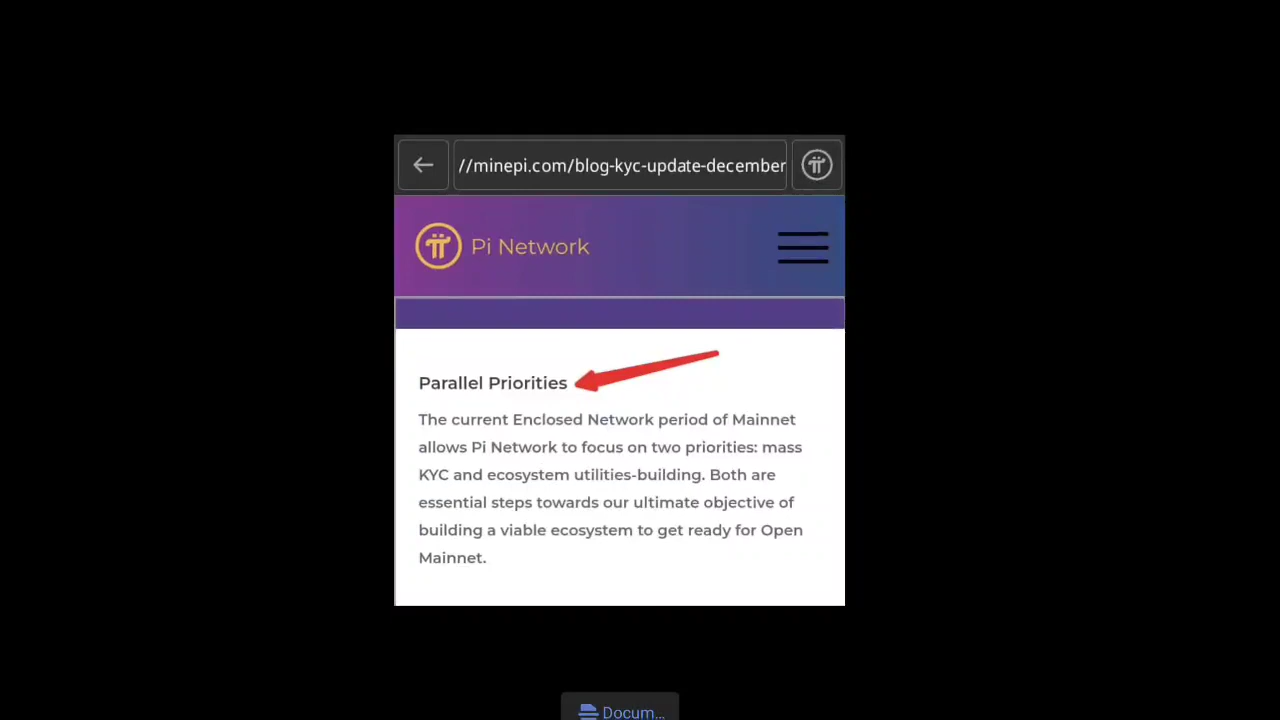 //minepi.com/blog-kyc-update-december
Pi Network
Parallel Priorities
The current Enclosed Network period of Mainnet
allows Pi Network to focus on two priorities: mass
KYC and ecosystem utilities-building. Both are
essential steps towards our ultimate objective of
building a viable ecosystem to get ready for Open
Mainnet.
Docum...